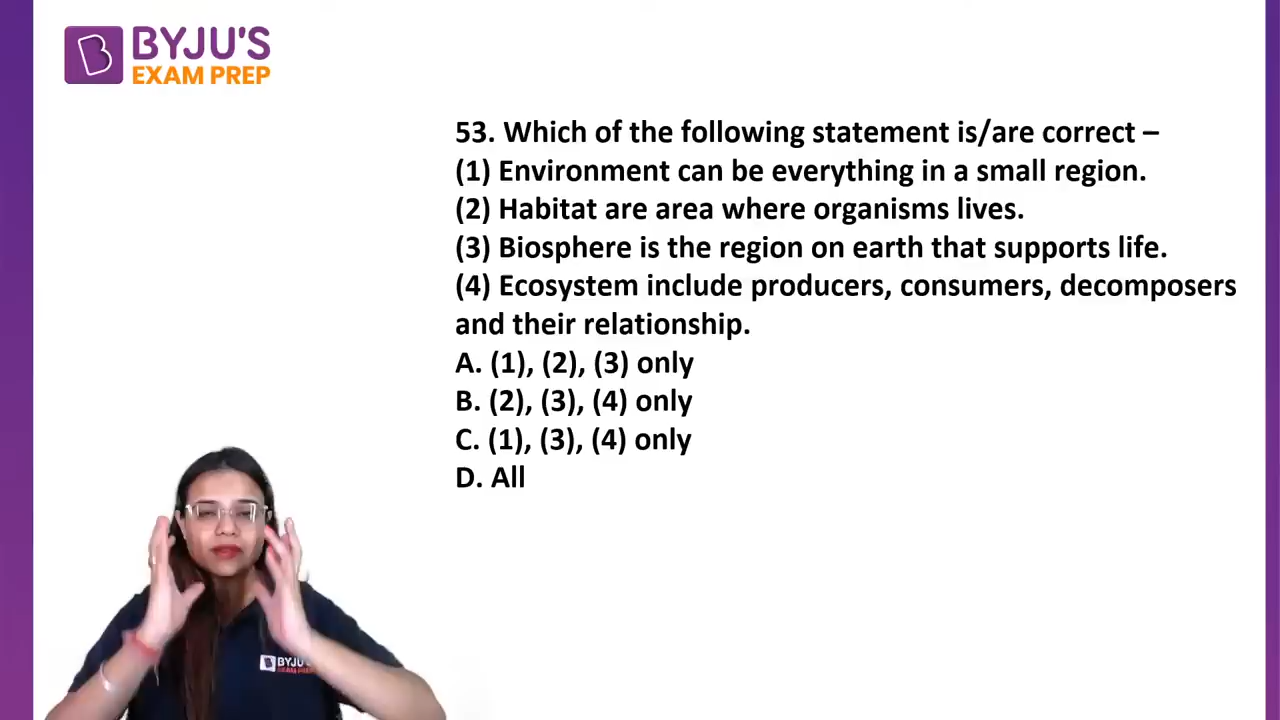 BYJU'S
EXAM PREP
53. Which of the following statement is/are correct –
(1) Environment can be everything in a small region.
(2) Habitat are area where organisms lives.
(3) Biosphere is the region on earth that supports life.
(4) Ecosystem include producers, consumers, decomposers
and their relationship.
A. (1), (2), (3) only
B. (2), (3), (4) only
C. (1), (3), (4) only
D. All
BYJU'S
EXAM PREP